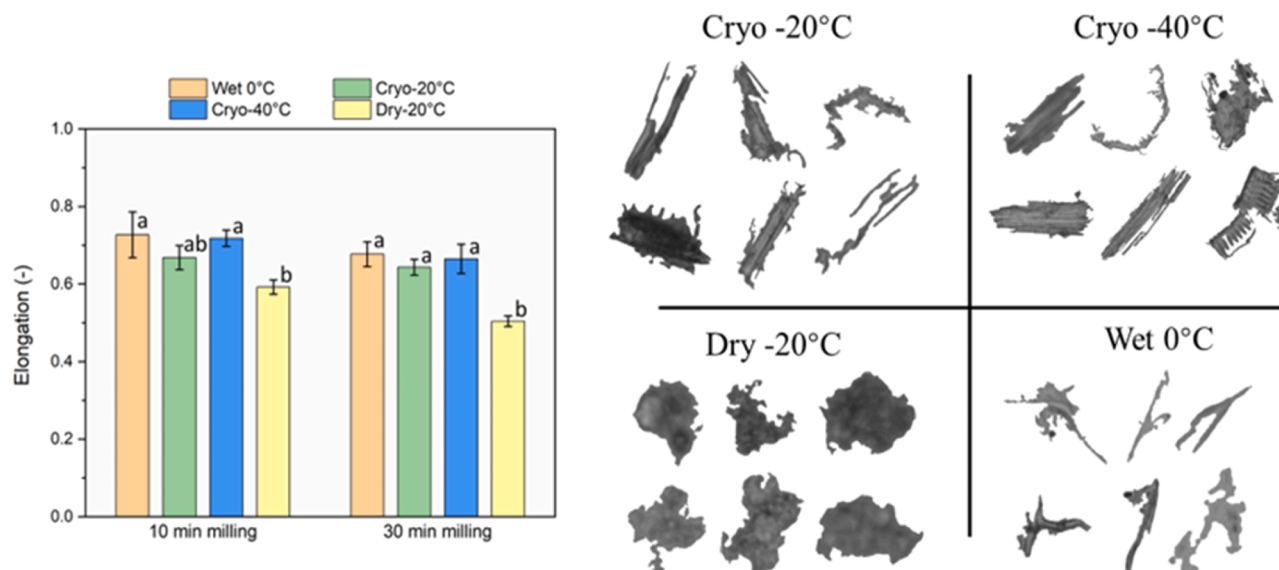 Wet 0°C
Cryo-20°C
Cryo-40°C
Dry-20°C
1.0
0.8
0.6
0.4
0.2
0.0
Elongation (-)
a
ab
a
b
a
a
a
b
10 min milling
30 min milling
Cryo -20°C
Cryo -40°C
Dry -20°C
Wet 0°C